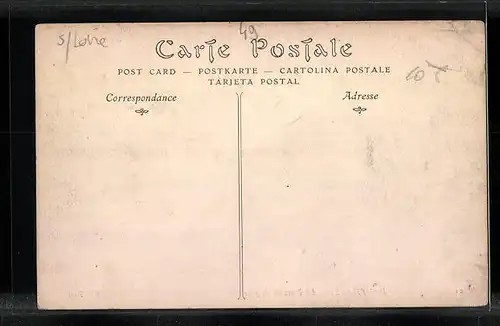 49
S/Loire
Carte Postale
POST CARD — POSTKARTE — CARTOLINA POSTALE
TARJETA POSTAL
Correspondance
Adresse